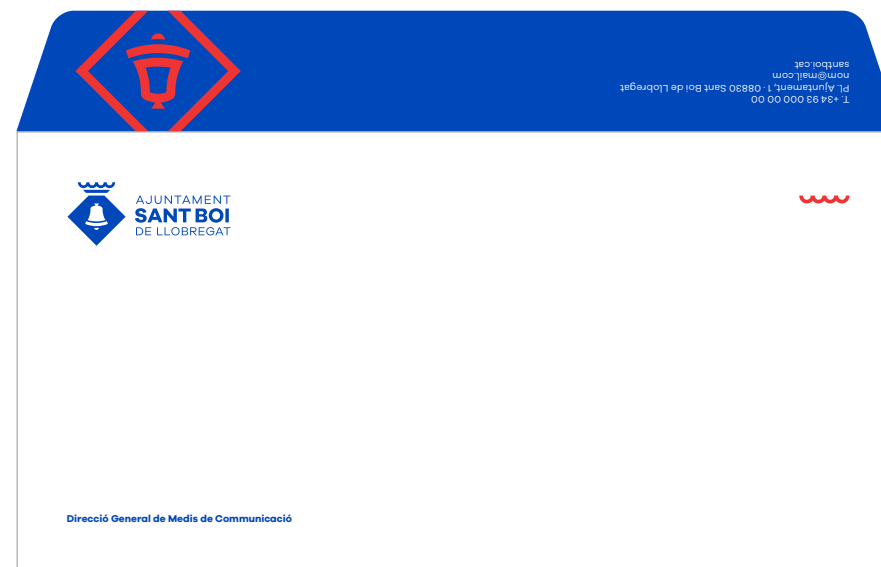 T. +34 93 000 00 00
Pl. Ajuntament, 1 · 08830 Sant Boi de Llobregat
nom@mail.com
santboi.cat
AJUNTAMENT
SANT BOI
DE LLOBREGAT
Direcció General de Medis de Communicació